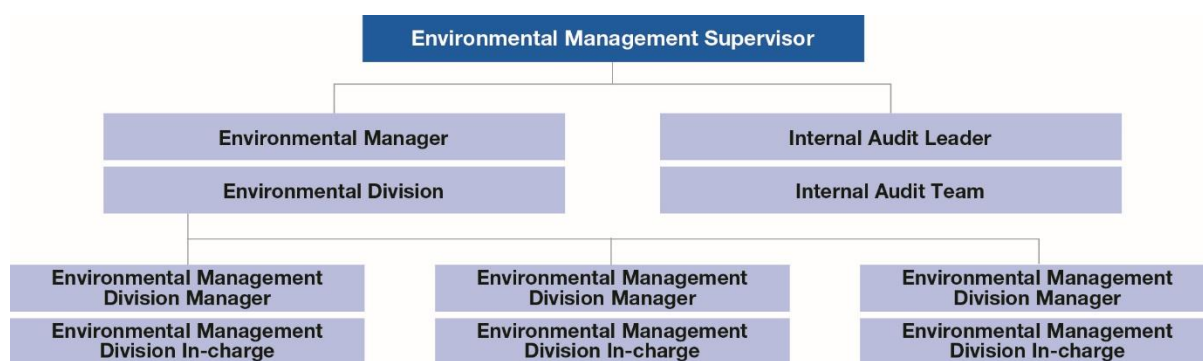 Environmental Management Supervisor
Environmental Manager
Internal Audit Leader
Environmental Division
Internal Audit Team
Environmental Management
Division Manager
Environmental Management
Division Manager
Environmental Management
Division Manager
Environmental Management
Division In-charge
Environmental Management
Division In-charge
Environmental Management
Division In-charge